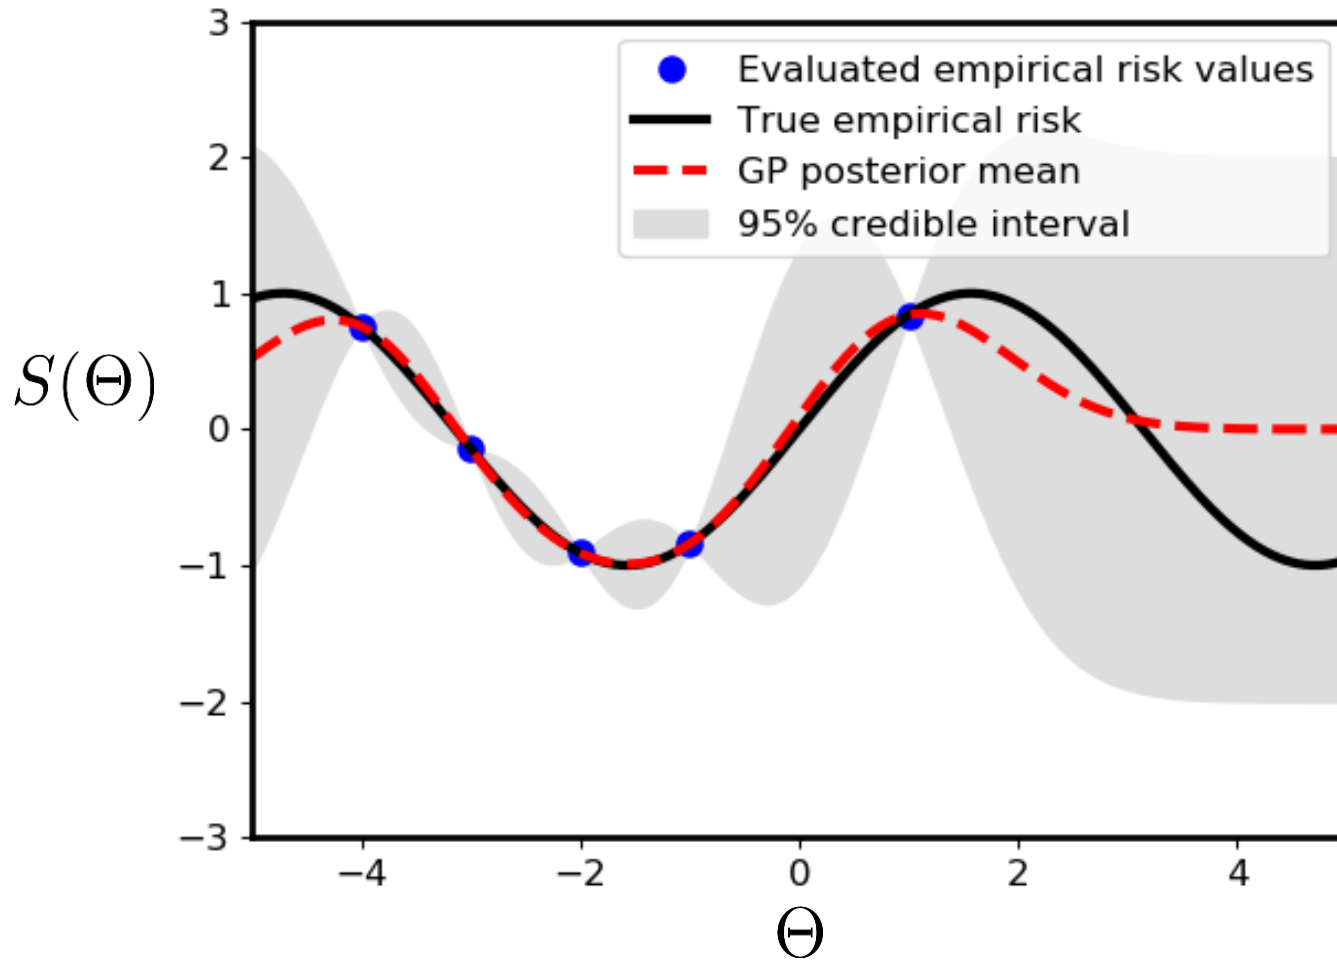 3
2
1
0
−1
−2
−3
S(Θ)
Evaluated empirical risk values
True empirical risk
GP posterior mean
95% credible interval
−4 −2 0 2 4
Θ